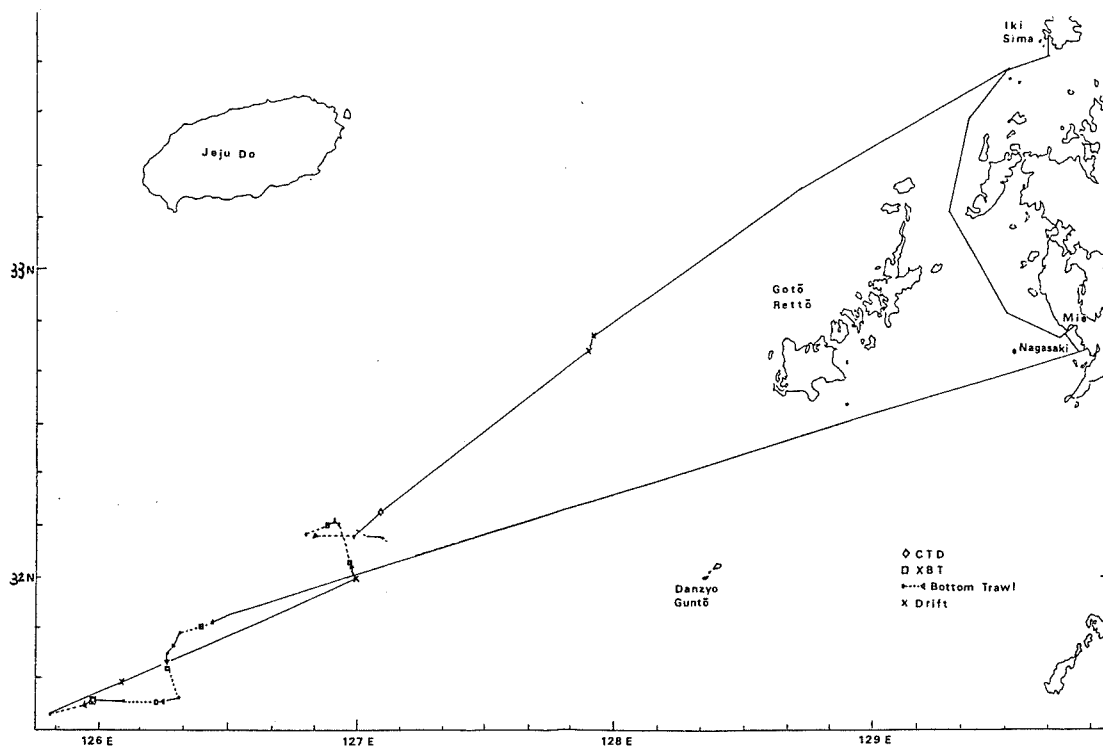 Iki
Sima
Jeju Do
33N
Gotō
Rettō
Mie
Nagasaki
32N
Danzyo
Guntō
CTD
XBT
Bottom Trawl
Drift
126 E
127 E
128 E
129 E